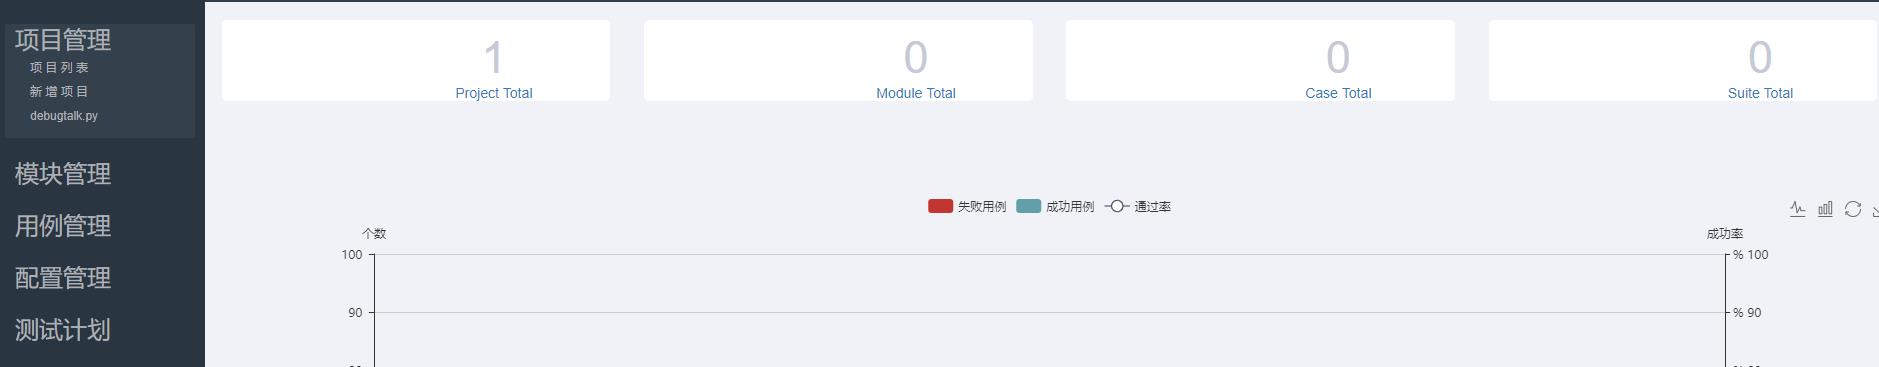 项目管理
项目列表
新增项目
debugtalk.py
模块管理
用例管理
配置管理
测试计划
1
Project Total
0
Module Total
0
Case Total
0
Suite Total
失败用例 成功用例 通过率
个数 成功率
100 % 100
90 % 90